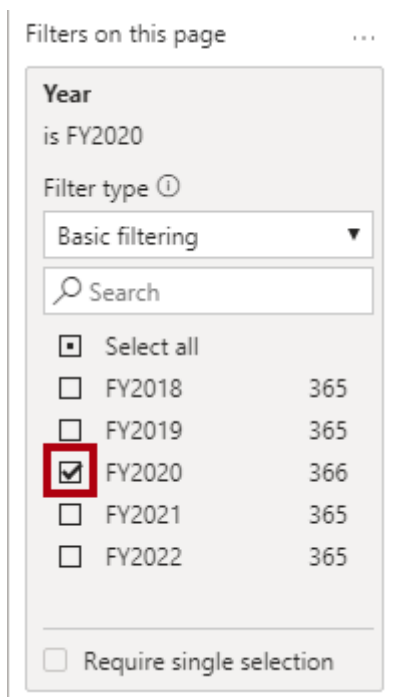 Filters on this page ...
Year
is FY2020
Filter type ⓘ
Basic filtering
Search
Select all
FY2018 365
FY2019 365
FY2020 366
FY2021 365
FY2022 365
Require single selection